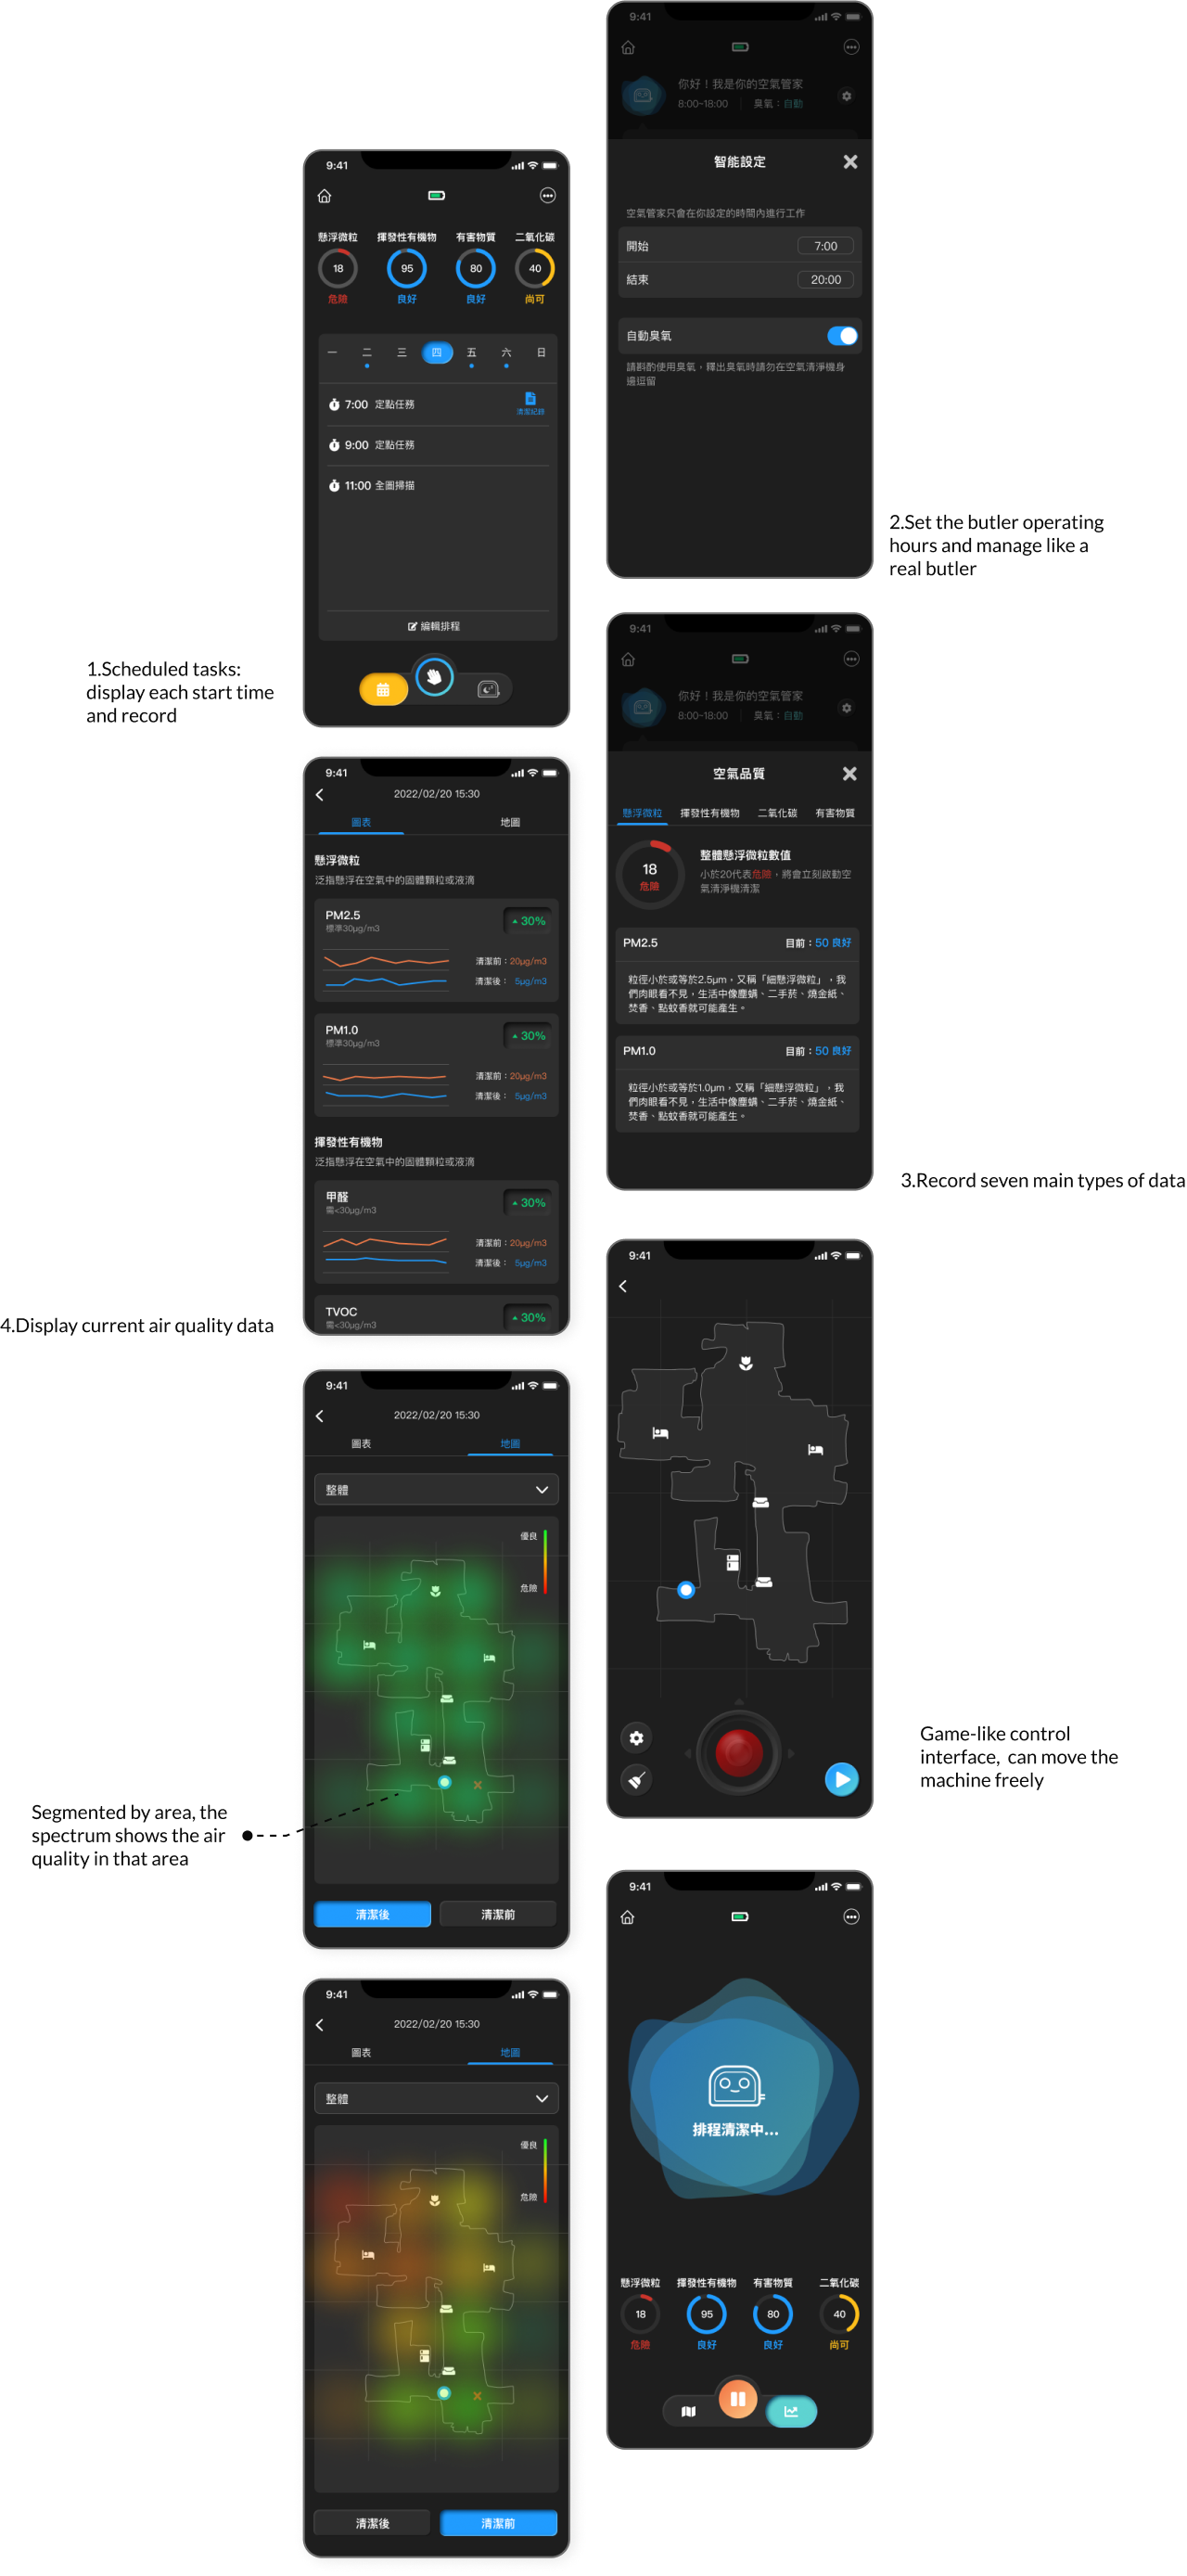 9:41
你好！我是你的空氣管家
8:00~18:00 臭氧：自動
智能設定
空氣管家只會在你設定的時間內進行工作
開始 7:00
結束 20:00
自動臭氧
請斟酌使用臭氧，釋出臭氧時請勿在空氣清淨機身
邊逗留
2.Set the butler operating
hours and manage like a
real butler
9:41
懸浮微粒 揮發性有機物 有害物質 二氧化碳
18 95 80 40
危險 良好 良好 尚可
一 二 三 四 五 六 日
7:00 定點任務
清潔紀錄
9:00 定點任務
11:00 全圖掃描
編輯排程
1.Scheduled tasks:
display each start time
and record
9:41
你好！我是你的空氣管家
8:00~18:00 臭氧：自動
空氣品質
懸浮微粒 揮發性有機物 二氧化碳 有害物質
18
危險
整體懸浮微粒數值
小於20代表危險，將會立刻啟動空
氣清淨機清潔
PM2.5 目前：50 良好
粒徑小於或等於2.5μm，又稱「細懸浮微粒」，我
們肉眼看不見，生活中像塵蟎、二手菸、燒金紙、
焚香、點蚊香就可能產生。
PM1.0 目前：50 良好
粒徑小於或等於1.0μm，又稱「細懸浮微粒」，我
們肉眼看不見，生活中像塵蟎、二手菸、燒金紙、
焚香、點蚊香就可能產生。
3.Record seven main types of data
9:41
2022/02/20 15:30
圖表 地圖
懸浮微粒
泛指懸浮在空氣中的固體顆粒或液滴
PM2.5
標準30μg/m3
30%
清潔前：20μg/m3
清潔後： 5μg/m3
PM1.0
標準30μg/m3
30%
清潔前：20μg/m3
清潔後： 5μg/m3
揮發性有機物
泛指懸浮在空氣中的固體顆粒或液滴
甲醛
需<30μg/m3
30%
清潔前：20μg/m3
清潔後： 5μg/m3
TVOC
需<30μg/m3
30%
4.Display current air quality data
9:41
Game-like control
interface, can move the
machine freely
9:41
2022/02/20 15:30
圖表 地圖
整體
優良
危險
清潔後 清潔前
Segmented by area, the
spectrum shows the air
quality in that area
9:41
排程清潔中...
懸浮微粒 揮發性有機物 有害物質 二氧化碳
18 95 80 40
危險 良好 良好 尚可
9:41
2022/02/20 15:30
圖表 地圖
整體
優良
危險
清潔後 清潔前